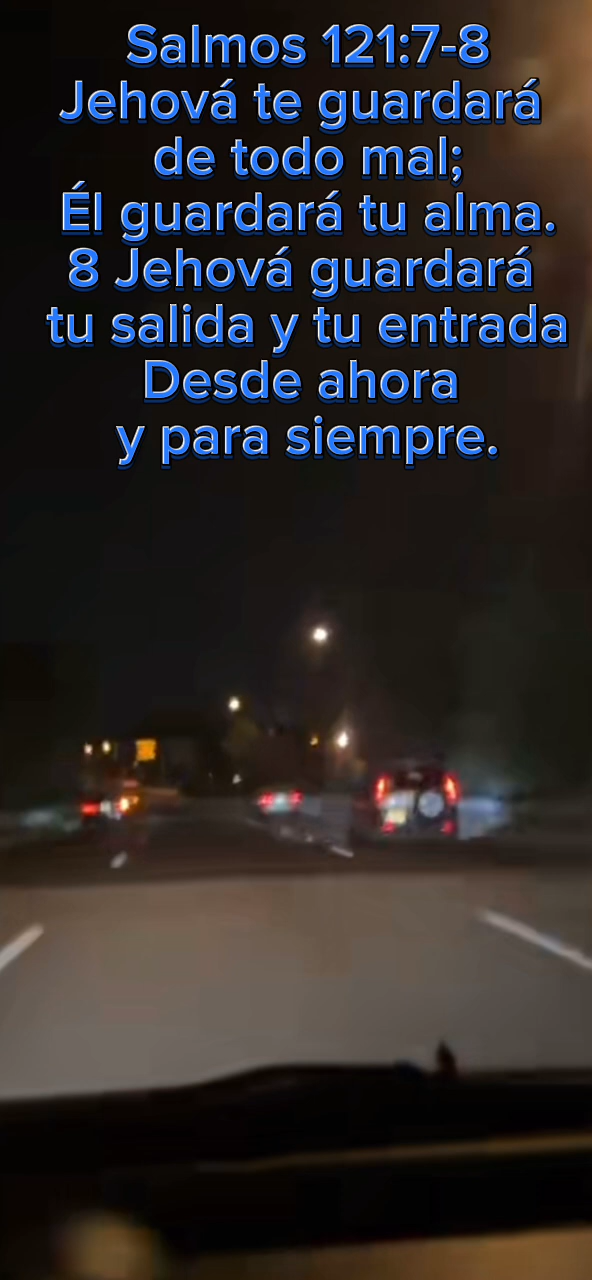 Salmos 121:7-8
Jehová te guardará
de todo mal;
Él guardará tu alma.
8 Jehová guardará
tu salida y tu entrada
Desde ahora
y para siempre.